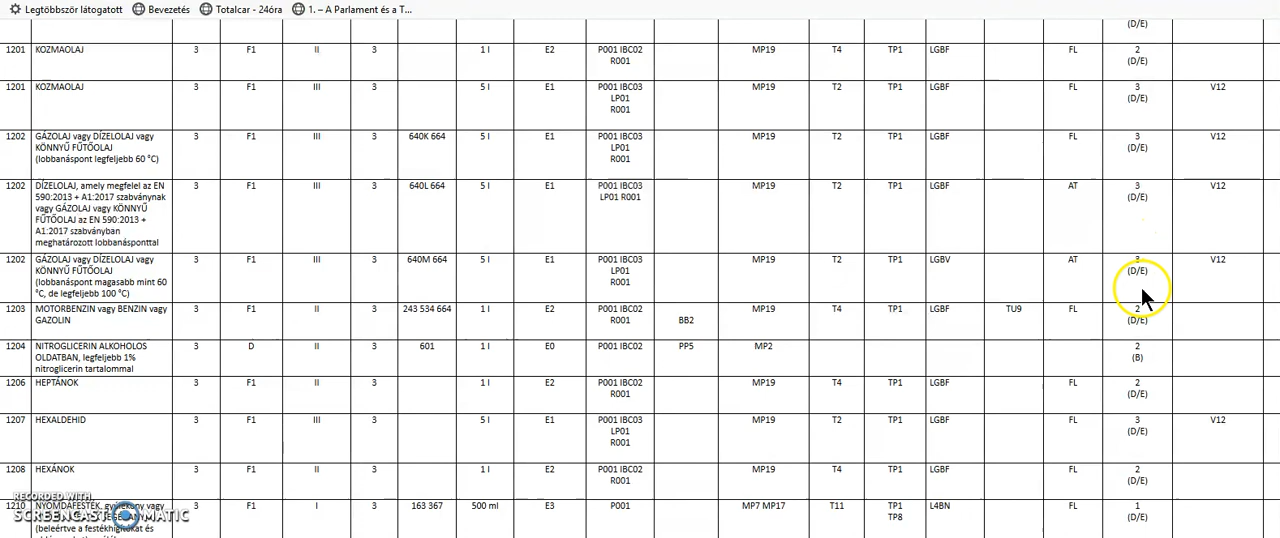 Legtöbbször látogatott Bevezetés Totalcar - 24óra 1. – A Parlament és a T...
(D/E)
1201 KOZMAOLAJ 3 F1 II 3 1 l E2 P001 IBC02 MP19 T4 TP1 LGBF FL 2
R001 (D/E)
1201 KOZMAOLAJ 3 F1 III 3 5 l E1 P001 IBC03 MP19 T2 TP1 LGBF FL 3 V12
LP01 (D/E)
R001
1202 GÁZOLAJ vagy DÍZELOLAJ vagy 3 F1 III 3 640K 664 5 l E1 P001 IBC03 MP19 T2 TP1 LGBF FL 3 V12
KÖNNYŰ FŰTŐOLAJ LP01 (D/E)
(lobbanáspont legfeljebb 60 °C) R001
1202 DÍZELOLAJ, amely megfelel az EN 3 F1 III 3 640L 664 5 l E1 P001 IBC03 MP19 T2 TP1 LGBF AT 3 V12
590:2013 + A1:2017 szabványnak LP01 R001 (D/E)
vagy GÁZOLAJ vagy KÖNNYŰ
FŰTŐOLAJ az EN 590:2013 +
A1:2017 szabványban
meghatározott lobbanásponttal
1202 GÁZOLAJ vagy DÍZELOLAJ vagy 3 F1 III 3 640M 664 5 l E1 P001 IBC03 MP19 T2 TP1 LGBV AT 3 V12
KÖNNYŰ FŰTŐOLAJ LP01 (D/E)
(lobbanáspont magasabb mint 60 R001
°C, de legfeljebb 100 °C)
1203 MOTORBENZIN vagy BENZIN vagy 3 F1 II 3 243 534 664 1 l E2 P001 IBC02 MP19 T4 TP1 LGBF TU9 FL 2
GAZOLIN R001 BB2 (D/E)
1204 NITROGLICERIN ALKOHOLOS 3 D II 3 601 1 l E0 P001 IBC02 PP5 MP2 2
OLDATBAN, legfeljebb 1% (B)
nitroglicerin tartalommal
1206 HEPTÁNOK 3 F1 II 3 1 l E2 P001 IBC02 MP19 T4 TP1 LGBF FL 2
R001 (D/E)
1207 HEXALDEHID 3 F1 III 3 5 l E1 P001 IBC03 MP19 T2 TP1 LGBF FL 3 V12
LP01 (D/E)
R001
1208 HEXÁNOK 3 F1 II 3 1 l E2 P001 IBC02 MP19 T4 TP1 LGBF FL 2
R001 (D/E)
RECORDED WITH
1210 NYOMDAFESTÉK, gyúlékony vagy 3 F1 I 3 163 367 500 ml E3 P001 MP7 MP17 T11 TP1 L4BN FL 1
SCREENCAST-O-MATIC TP8 (D/E)
(beleértve a festékhígítókat és